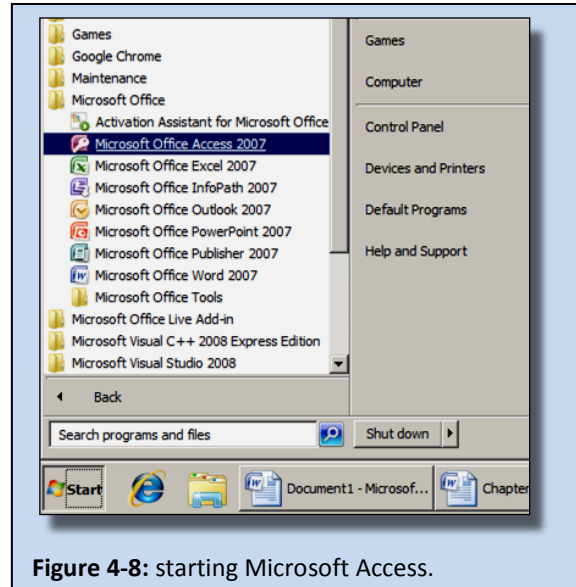 Games
Google Chrome
Maintenance
Microsoft Office
Activation Assistant for Microsoft Office
Microsoft Office Access 2007
Microsoft Office Excel 2007
Microsoft Office InfoPath 2007
Microsoft Office Outlook 2007
Microsoft Office PowerPoint 2007
Microsoft Office Publisher 2007
Microsoft Office Word 2007
Microsoft Office Tools
Microsoft Office Live Add-in
Microsoft Visual C++ 2008 Express Edition
Microsoft Visual Studio 2008
Back
Search programs and files
Games
Computer
Control Panel
Devices and Printers
Default Programs
Help and Support
Shut down
Start
Document1 - Microsof...
Chapter
Figure 4-8: starting Microsoft Access.